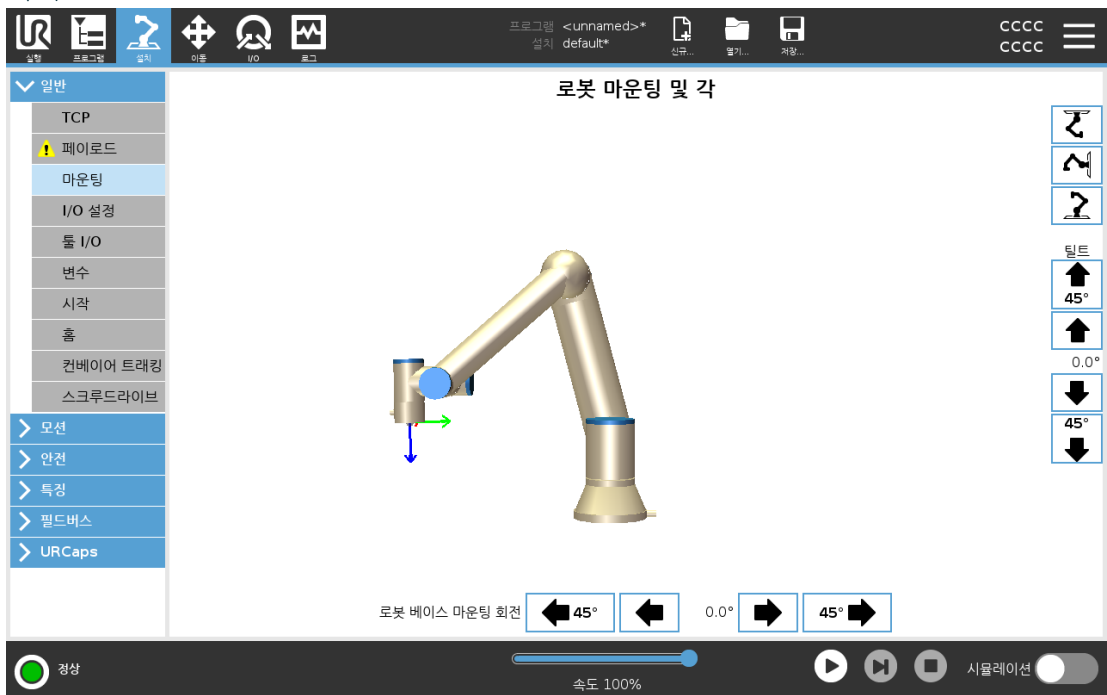 프로그램 <unnamed>*
설치 default*
UR
실행
프로그램
설치
이동
I/O
로그
신규...
열기...
저장...
CCCC
CCCC
일반
TCP
페이로드
마운팅
I/O 설정
툴 I/O
변수
시작
홈
컨베이어 트래킹
스크루드라이브
모션
안전
특징
필드버스
URCaps
로봇 마운팅 및 각
틸트
45°
0.0°
45°
로봇 베이스 마운팅 회전 45° 0.0° 45°
정상
속도 100%
시뮬레이션